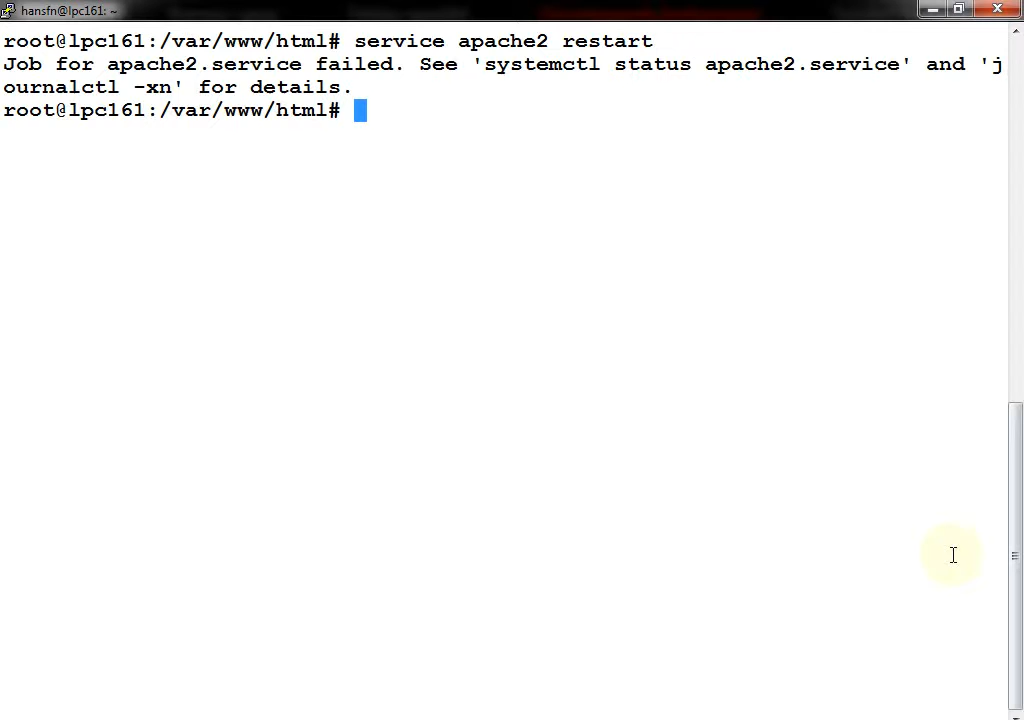 hansfn@lpc161: ~
root@lpc161:/var/www/html# service apache2 restart
Job for apache2.service failed. See 'systemctl status apache2.service' and 'j
ournalctl -xn' for details.
root@lpc161:/var/www/html#